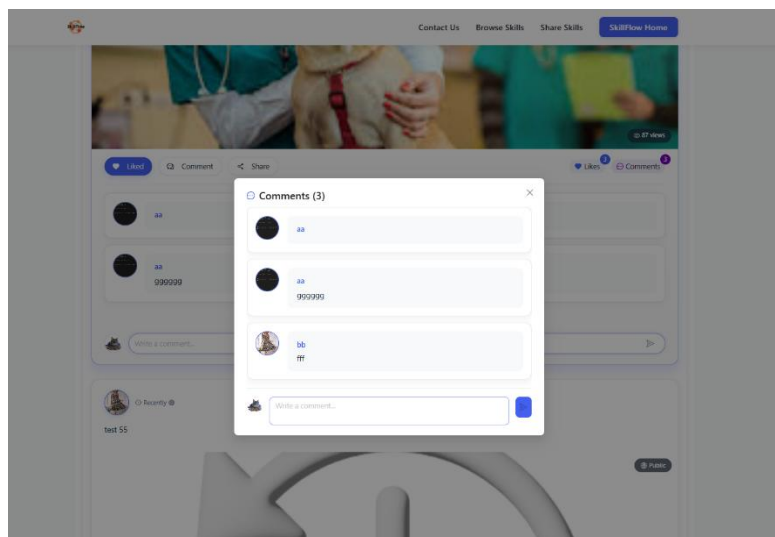 Contact Us Browse Skills Share Skills SkillFlow Home
87 views
Liked Comment Share Likes 3 Comments 3
aa
aa
gggggg
Write a comment...
Comments (3)
aa
aa
gggggg
bb
fff
Write a comment...
Recently
test 55
Public